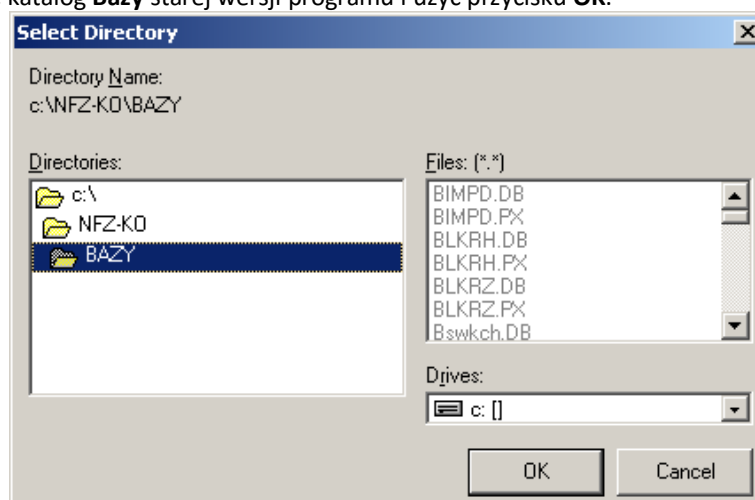 katalog Bazy starej wersji programu i użyć przycisku OK.
Select Directory
Directory Name:
c:\NFZ-KO\BAZY
Directories:
c:\
NFZ-KO
BAZY
Files: (*.*)
BIMPD.DB
BIMPD.PX
BLKRH.DB
BLKRH.PX
BLKRZ.DB
BLKRZ.PX
Bswkch.DB
Drives:
c: []
OK
Cancel